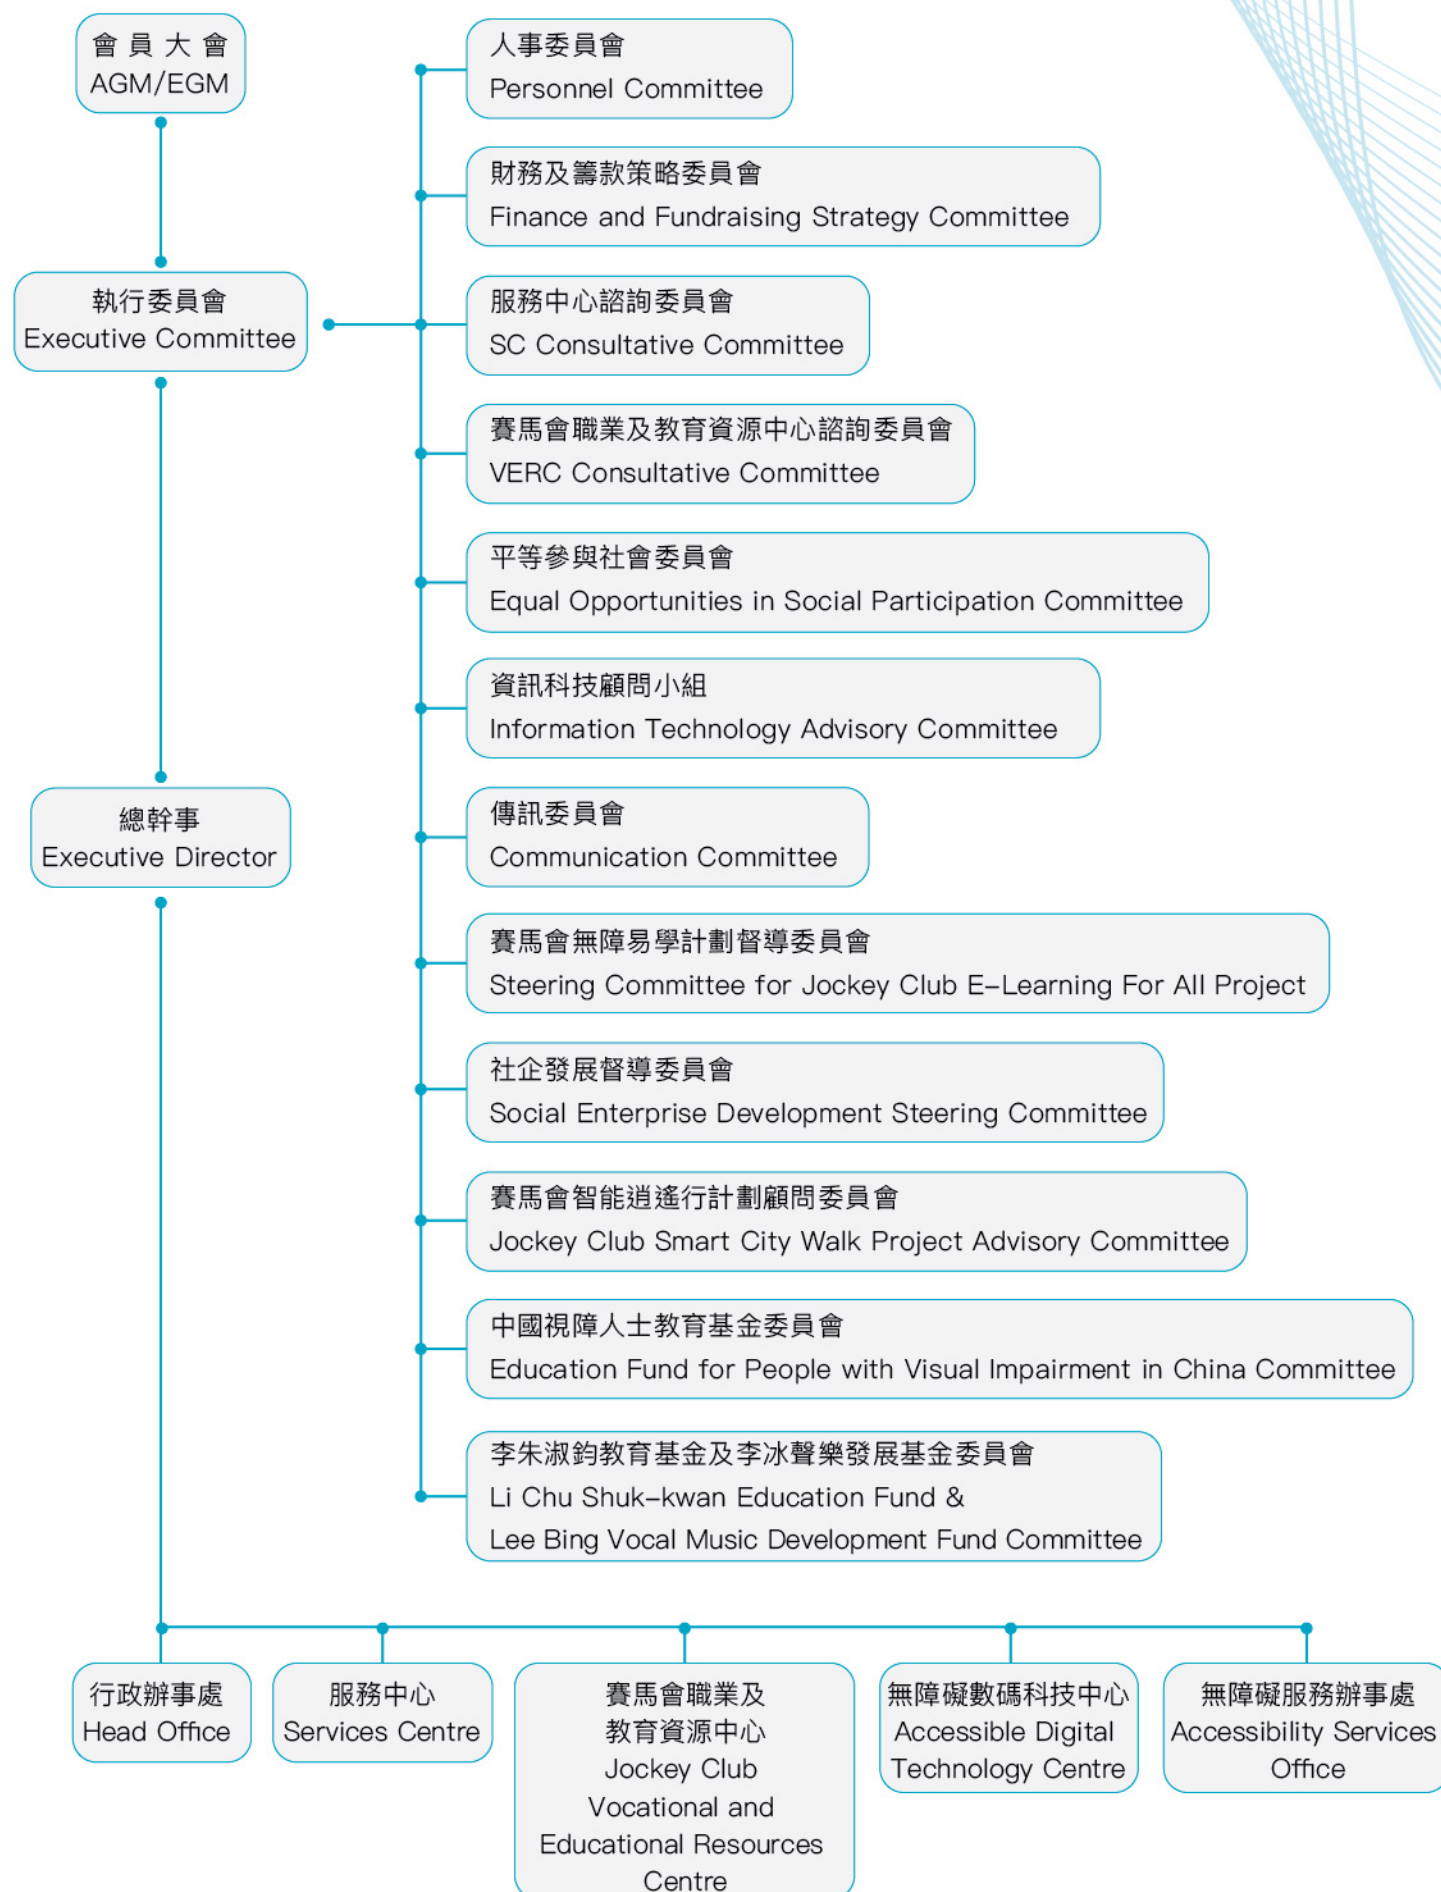 會員大會
AGM/EGM
執行委員會
Executive Committee
總幹事
Executive Director
人事委員會
Personnel Committee
財務及籌款策略委員會
Finance and Fundraising Strategy Committee
服務中心諮詢委員會
SC Consultative Committee
賽馬會職業及教育資源中心諮詢委員會
VERC Consultative Committee
平等參與社會委員會
Equal Opportunities in Social Participation Committee
資訊科技顧問小組
Information Technology Advisory Committee
傳訊委員會
Communication Committee
賽馬會無障易學計劃督導委員會
Steering Committee for Jockey Club E-Learning For All Project
社企發展督導委員會
Social Enterprise Development Steering Committee
賽馬會智能逍遙行計劃顧問委員會
Jockey Club Smart City Walk Project Advisory Committee
中國視障人士教育基金委員會
Education Fund for People with Visual Impairment in China Committee
李朱淑鈞教育基金及李冰聲樂發展基金委員會
Li Chu Shuk-kwan Education Fund &
Lee Bing Vocal Music Development Fund Committee
行政辦事處
Head Office
服務中心
Services Centre
賽馬會職業及
教育資源中心
Jockey Club
Vocational and
Educational Resources
Centre
無障礙數碼科技中心
Accessible Digital
Technology Centre
無障礙服務辦事處
Accessibility Services
Office